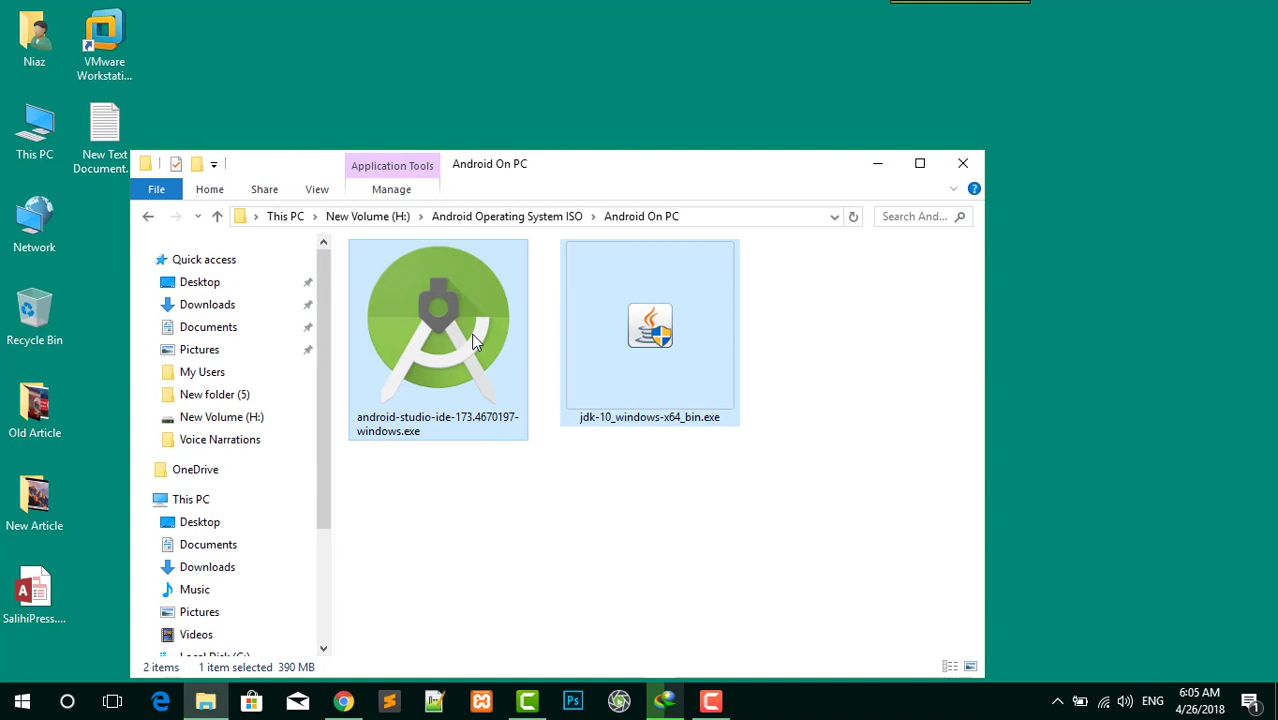 Niaz
VMware
Workstati...
This PC
New Text
Document....
Network
Recycle Bin
Old Article
New Article
SalihiPress....
Application Tools
Android On PC
File
Home
Share
View
Manage
This PC > New Volume (H:) > Android Operating System ISO > Android On PC
Search And...
Quick access
Desktop
Downloads
Documents
Pictures
My Users
New folder (5)
New Volume (H:)
Voice Narrations
OneDrive
This PC
Desktop
Documents
Downloads
Music
Pictures
Videos
Local Disk (C:)
android-studio-ide-173.4670197-
windows.exe
jdk-10_windows-x64_bin.exe
2 items
1 item selected 390 MB
Ps
ENG
6:05 AM
4/26/2018
1